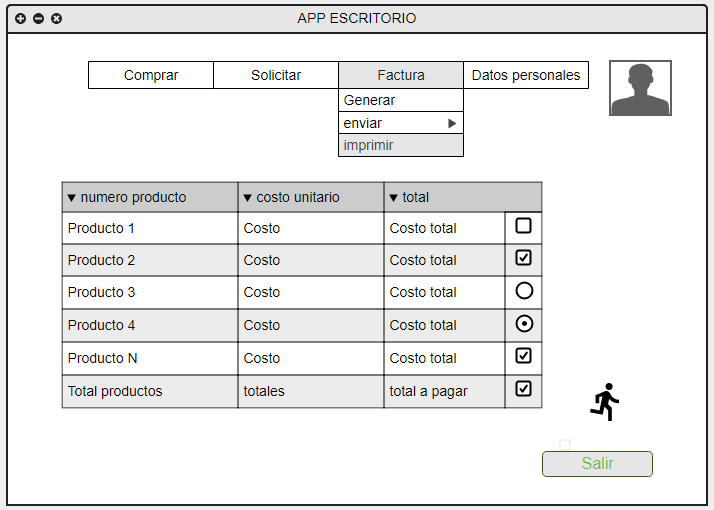 APP ESCRITORIO
Comprar Solicitar Factura Datos personales
Generar
enviar
imprimir
numero producto costo unitario total
Producto 1 Costo Costo total
Producto 2 Costo Costo total
Producto 3 Costo Costo total
Producto 4 Costo Costo total
Producto N Costo Costo total
Total productos totales total a pagar
Salir